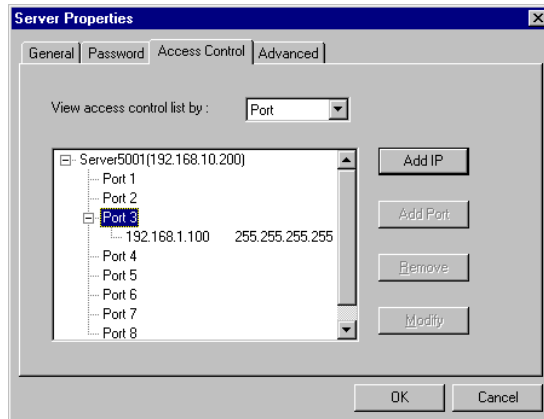 Server Properties
General Password Access Control Advanced
View access control list by : Port
Server5001(192.168.10.200)
Add IP
Port 1
Port 2
Add Port
Port 3
192.168.1.100 255.255.255.255
Port 4
Remove
Port 5
Port 6
Port 7
Modify
Port 8
OK Cancel